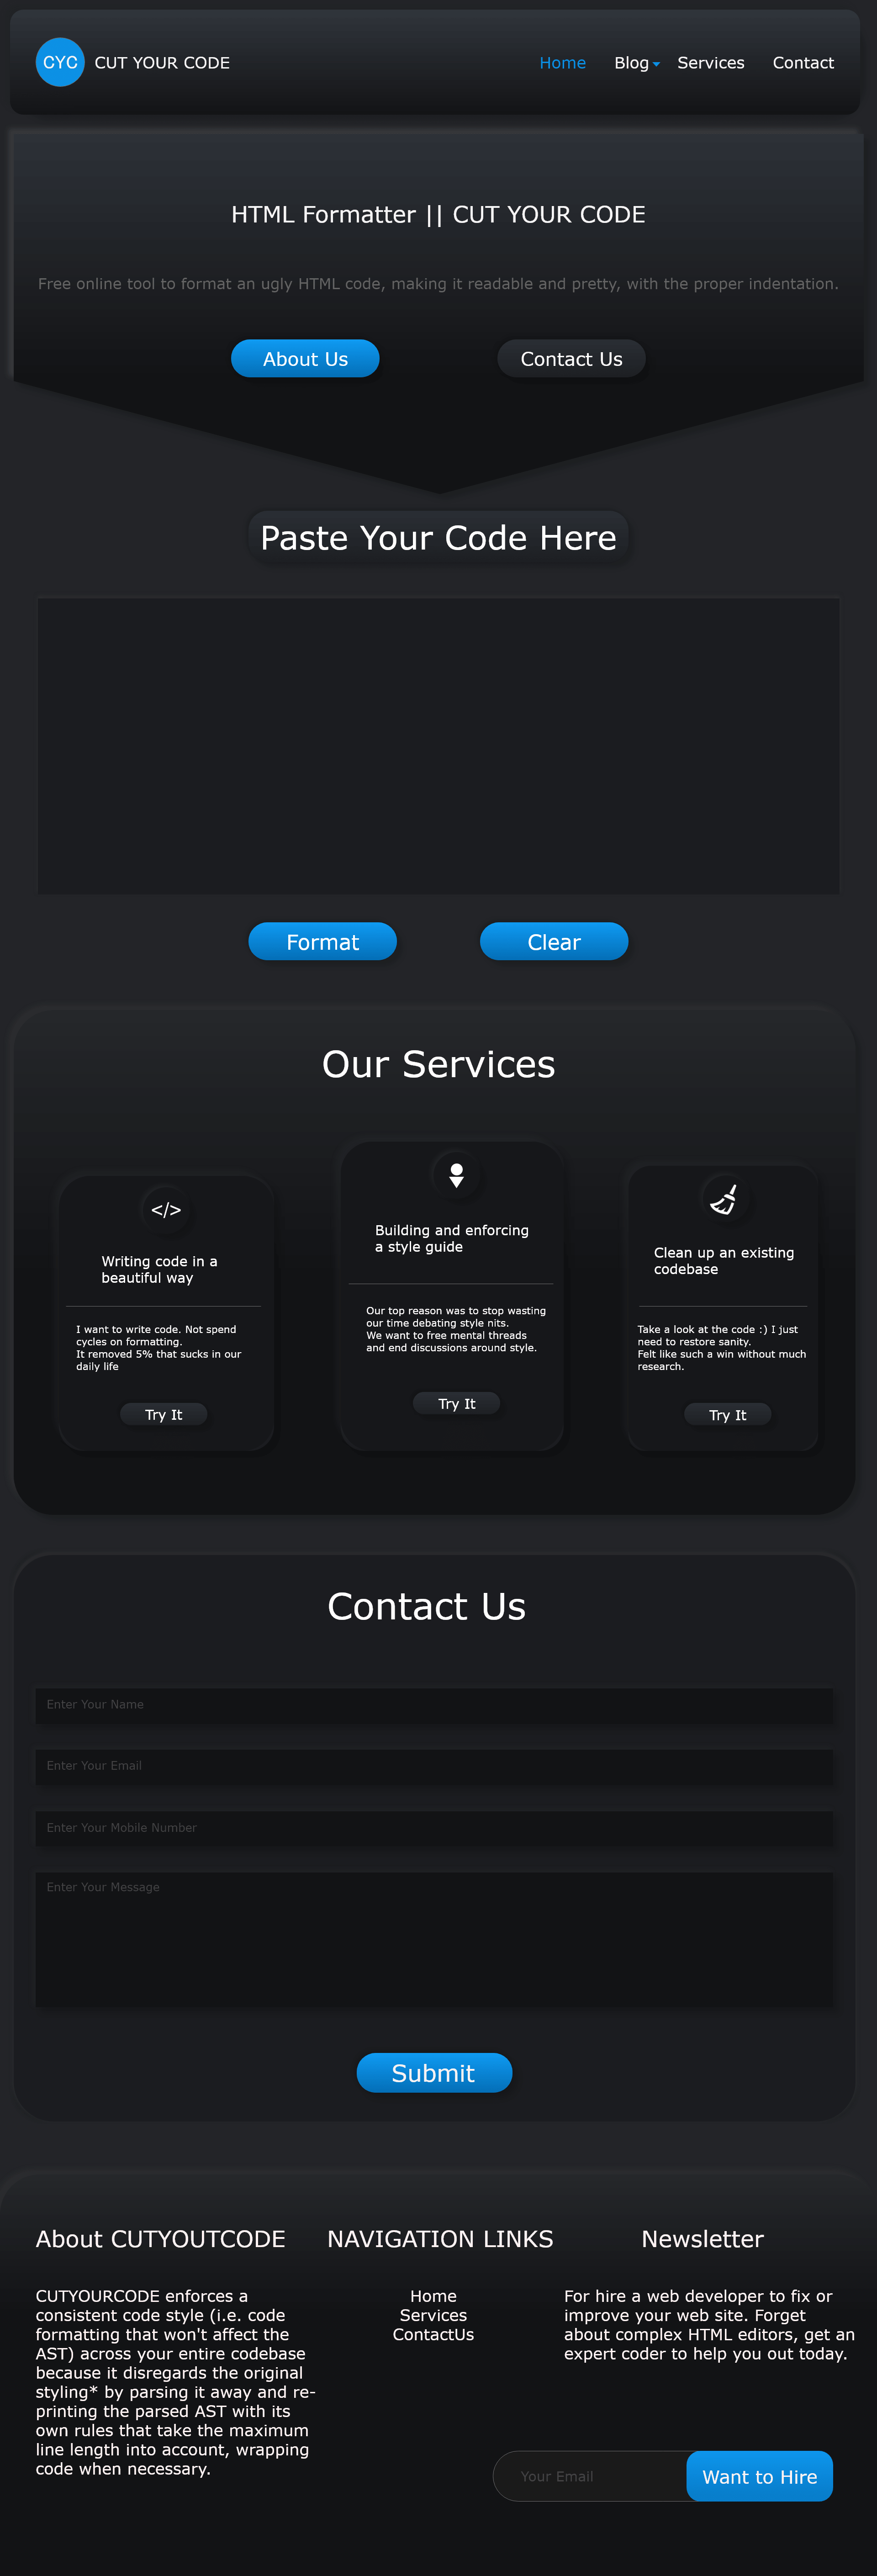 CYC
CUT YOUR CODE
Home
Blog
Services
Contact
HTML Formatter || CUT YOUR CODE
Free online tool to format an ugly HTML code, making it readable and pretty, with the proper indentation.
About Us
Contact Us
Paste Your Code Here
Format
Clear
Our Services
</>
Writing code in a
beautiful way
I want to write code. Not spend
cycles on formatting.
It removed 5% that sucks in our
daily life
Try It
Building and enforcing
a style guide
Our top reason was to stop wasting
our time debating style nits.
We want to free mental threads
and end discussions around style.
Try It
Clean up an existing
codebase
Take a look at the code :) I just
need to restore sanity.
Felt like such a win without much
research.
Try It
Contact Us
Enter Your Name
Enter Your Email
Enter Your Mobile Number
Enter Your Message
Submit
About CUTYOUTCODE
CUTYOURCODE enforces a
consistent code style (i.e. code
formatting that won't affect the
AST) across your entire codebase
because it disregards the original
styling* by parsing it away and re-
printing the parsed AST with its
own rules that take the maximum
line length into account, wrapping
code when necessary.
NAVIGATION LINKS
Home
Services
ContactUs
Newsletter
For hire a web developer to fix or
improve your web site. Forget
about complex HTML editors, get an
expert coder to help you out today.
Your Email
Want to Hire